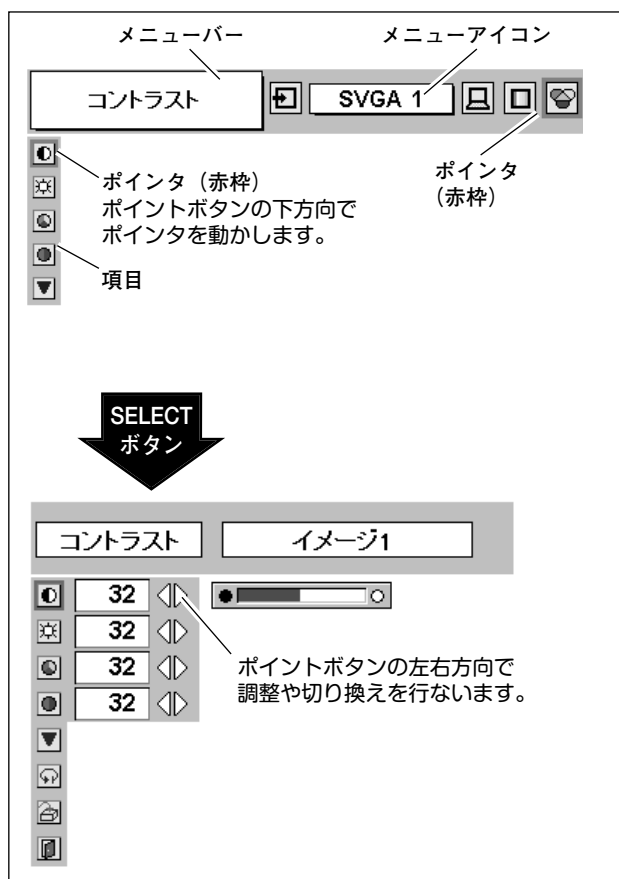 メニューバー
メニューアイコン
コントラスト
SVGA 1
ポインタ（赤枠）
ポイントボタンの下方向で
ポインタを動かします。
ポインタ
（赤枠）
項目
SELECT
ボタン
コントラスト
イメージ1
32
32
32
32
ポイントボタンの左右方向で
調整や切り換えを行ないます。